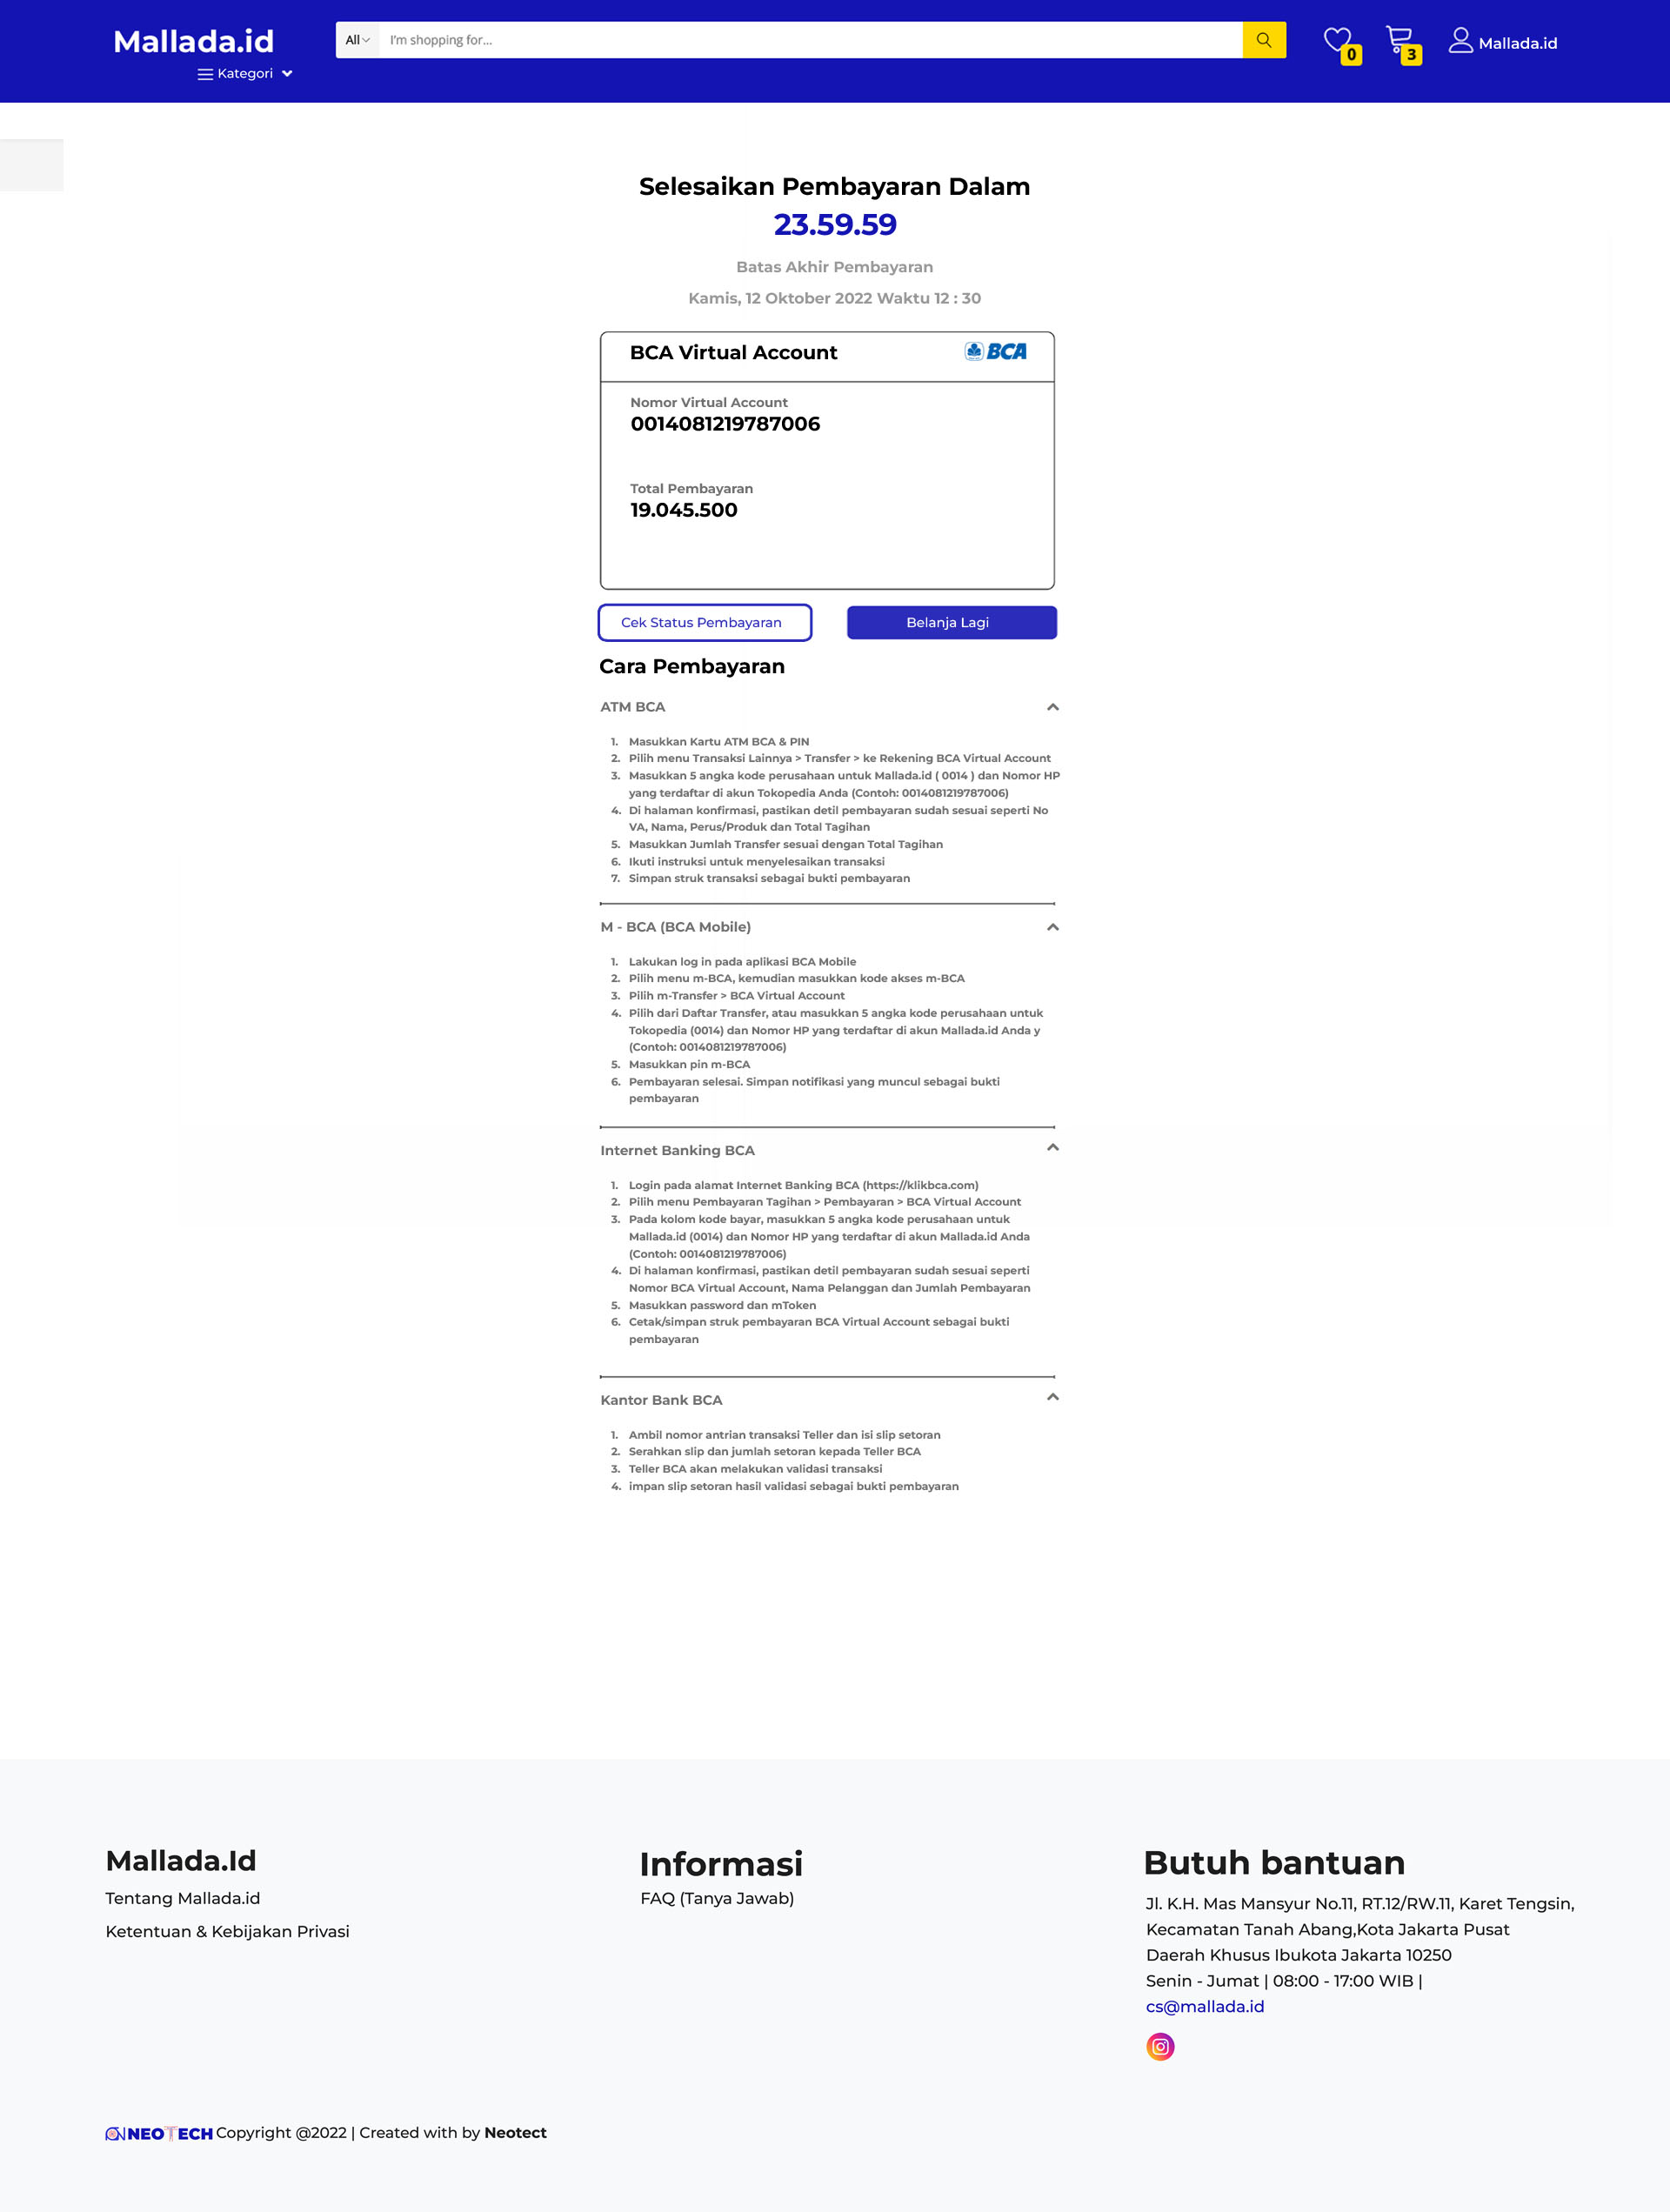 Mallada.id
All
I'm shopping for...
0
3
Mallada.id
Kategori
Selesaikan Pembayaran Dalam
23.59.59
Batas Akhir Pembayaran
Kamis, 12 Oktober 2022 Waktu 12 : 30
BCA Virtual Account
BCA
Nomor Virtual Account
0014081219787006
Total Pembayaran
19.045.500
Cek Status Pembayaran
Belanja Lagi
Cara Pembayaran
ATM BCA
1. Masukkan Kartu ATM BCA & PIN
2. Pilih menu Transaksi Lainnya > Transfer > ke Rekening BCA Virtual Account
3. Masukkan 5 angka kode perusahaan untuk Mallada.id ( 0014 ) dan Nomor HP
yang terdaftar di akun Tokopedia Anda (Contoh: 0014081219787006)
4. Di halaman konfirmasi, pastikan detil pembayaran sudah sesuai seperti No
VA, Nama, Perus/Produk dan Total Tagihan
5. Masukkan Jumlah Transfer sesuai dengan Total Tagihan
6. Ikuti instruksi untuk menyelesaikan transaksi
7. Simpan struk transaksi sebagai bukti pembayaran
M - BCA (BCA Mobile)
1. Lakukan log in pada aplikasi BCA Mobile
2. Pilih menu m-BCA, kemudian masukkan kode akses m-BCA
3. Pilih m-Transfer > BCA Virtual Account
4. Pilih dari Daftar Transfer, atau masukkan 5 angka kode perusahaan untuk
Tokopedia (0014) dan Nomor HP yang terdaftar di akun Mallada.id Anda y
(Contoh: 0014081219787006)
5. Masukkan pin m-BCA
6. Pembayaran selesai. Simpan notifikasi yang muncul sebagai bukti
pembayaran
Internet Banking BCA
1. Login pada alamat Internet Banking BCA (https://klikbca.com)
2. Pilih menu Pembayaran Tagihan > Pembayaran > BCA Virtual Account
3. Pada kolom kode bayar, masukkan 5 angka kode perusahaan untuk
Mallada.id (0014) dan Nomor HP yang terdaftar di akun Mallada.id Anda
(Contoh: 0014081219787006)
4. Di halaman konfirmasi, pastikan detil pembayaran sudah sesuai seperti
Nomor BCA Virtual Account, Nama Pelanggan dan Jumlah Pembayaran
5. Masukkan password dan mToken
6. Cetak/simpan struk pembayaran BCA Virtual Account sebagai bukti
pembayaran
Kantor Bank BCA
1. Ambil nomor antrian transaksi Teller dan isi slip setoran
2. Serahkan slip dan jumlah setoran kepada Teller BCA
3. Teller BCA akan melakukan validasi transaksi
4. impan slip setoran hasil validasi sebagai bukti pembayaran
Mallada.Id
Tentang Mallada.id
Ketentuan & Kebijakan Privasi
Informasi
FAQ (Tanya Jawab)
Butuh bantuan
Jl. K.H. Mas Mansyur No.11, RT.12/RW.11, Karet Tengsin,
Kecamatan Tanah Abang,Kota Jakarta Pusat
Daerah Khusus Ibukota Jakarta 10250
Senin - Jumat | 08:00 - 17:00 WIB |
cs@mallada.id
NEOTECH Copyright @2022 | Created with by Neotect